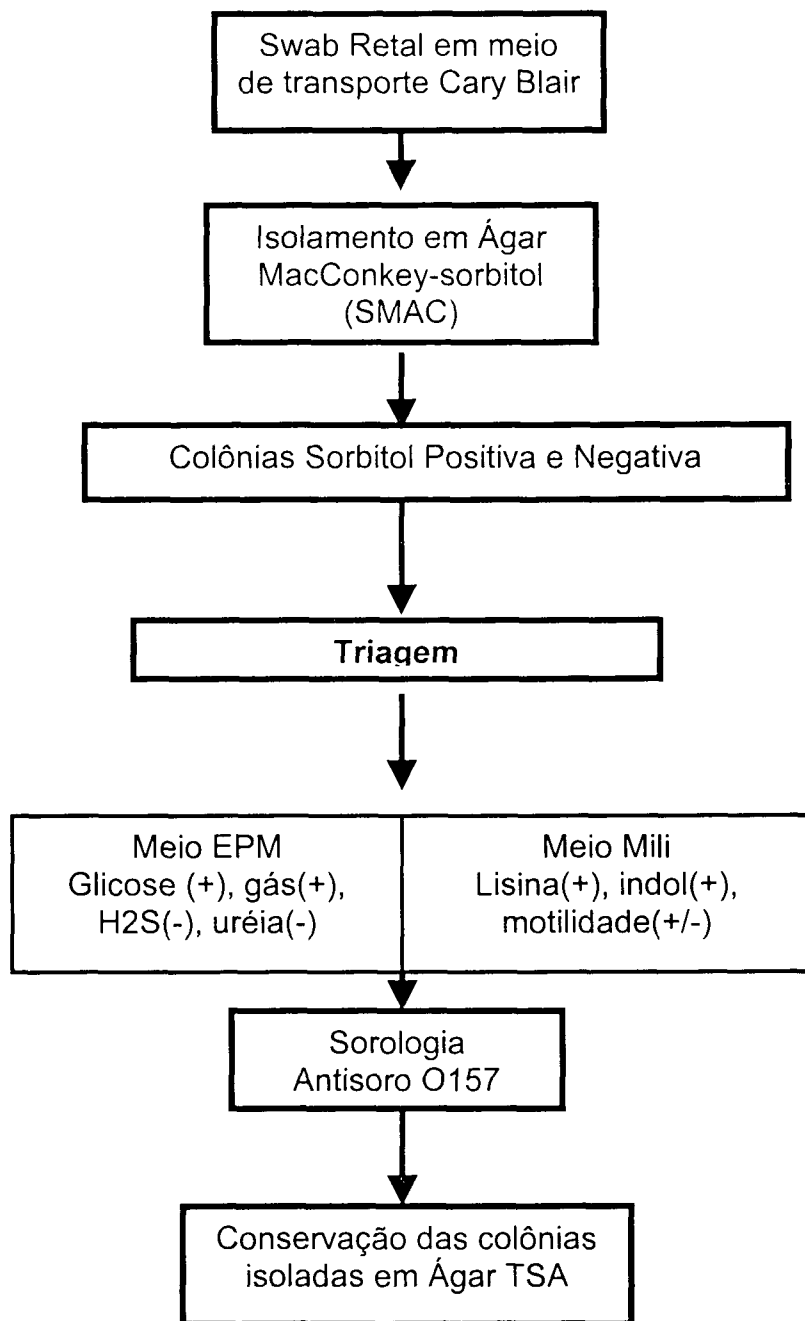 Swab Retal em meio
de transporte Cary Blair
Isolamento em Ágar
MacConkey-sorbitol
(SMAC)
Colônias Sorbitol Positiva e Negativa
Triagem
Meio EPM
Glicose (+), gás(+),
H2S(-), uréia(-)
Meio Mili
Lisina(+), indol(+),
motilidade(+/-)
Sorologia
Antisoro O157
Conservação das colônias
isoladas em Ágar TSA